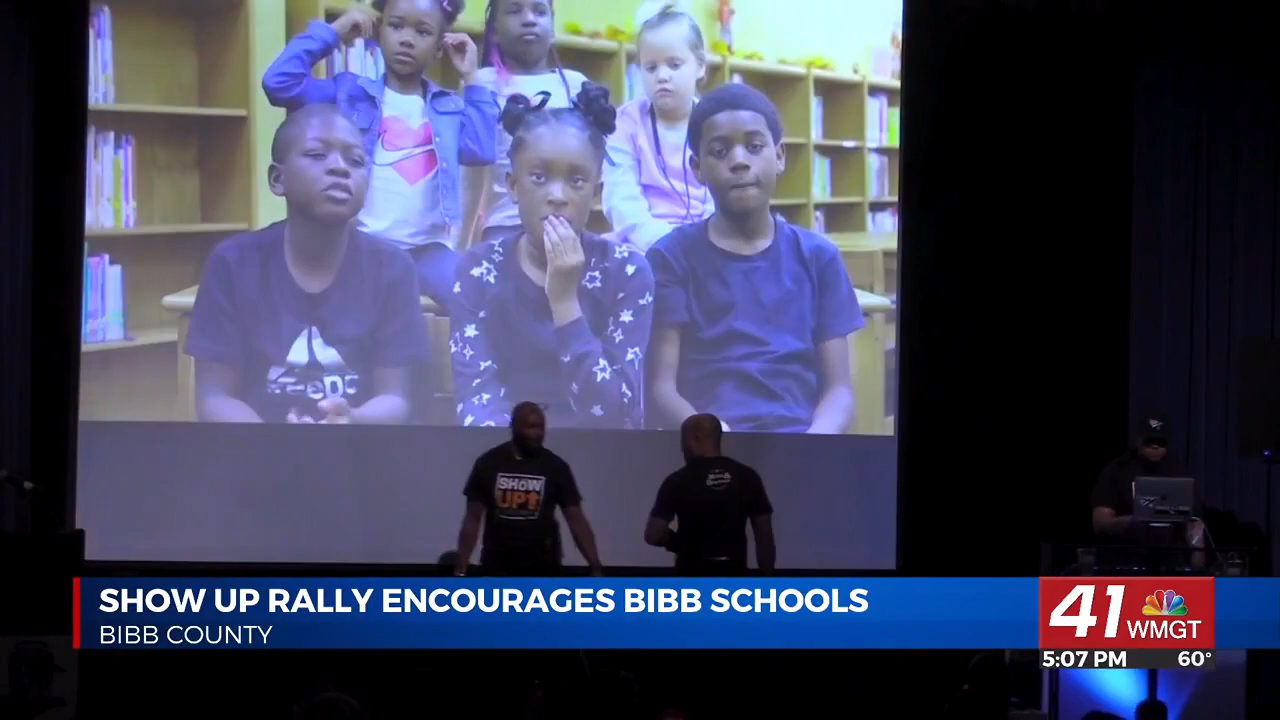 SHOW
UP!
SHOW UP RALLY ENCOURAGES BIBB SCHOOLS
BIBB COUNTY
41
WMGT
5:07 PM 60°